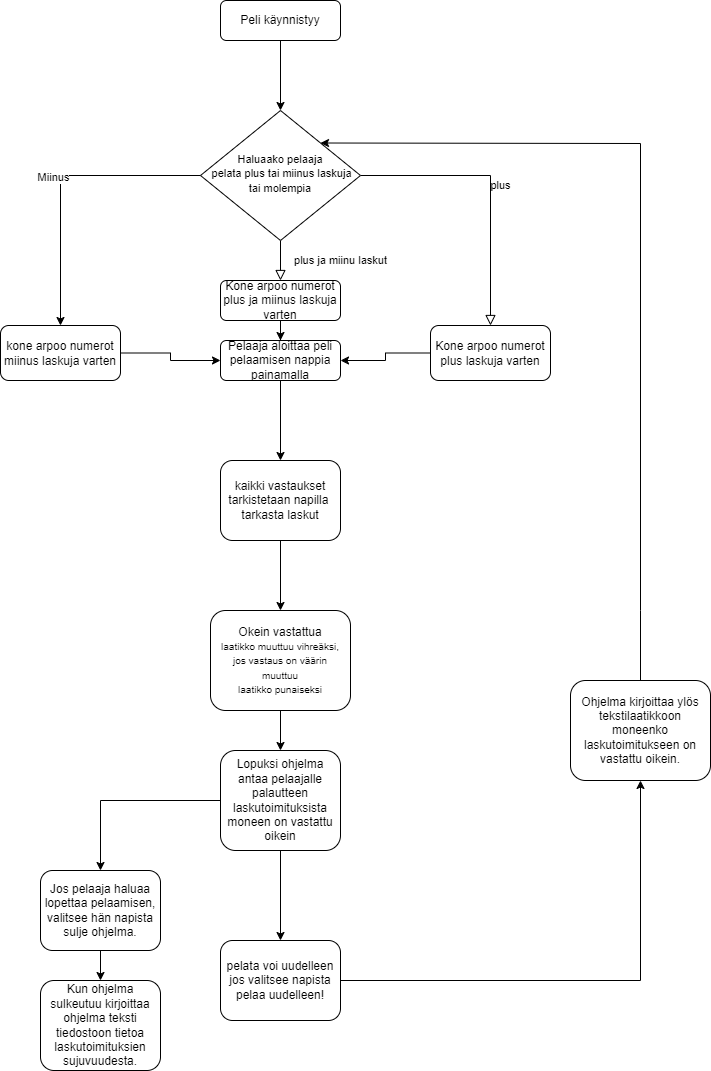 Peli käynnistyy
Haluaako pelaaja
pelata plus tai miinus laskuja
tai molempia
Miinus
plus
plus ja miinu laskut
Kone arpoo numerot
plus ja miinus laskuja
varten
kone arpoo numerot
miinus laskuja varten
Pelaaja aloittaa peli
pelaamisen nappia
painamalla
Kone arpoo numerot
plus laskuja varten
kaikki vastaukset
tarkistetaan napilla
tarkasta laskut
Okein vastattua
laatikko muuttuu vihreäksi,
jos vastaus on väärin
muuttuu
laatikko punaiseksi
Ohjelma kirjoittaa ylös
tekstilaatikkoon
moneenko
laskutoimitukseen on
vastattu oikein.
Lopuksi ohjelma
antaa pelaajalle
palautteen
laskutoimituksista
moneen on vastattu
oikein
Jos pelaaja haluaa
lopettaa pelaamisen,
valitsee hän napista
sulje ohjelma.
pelata voi uudelleen
jos valitsee napista
pelaa uudelleen!
Kun ohjelma
sulkeutuu kirjoittaa
ohjelma teksti
tiedostoon tietoa
laskutoimituksien
sujuvuudesta.